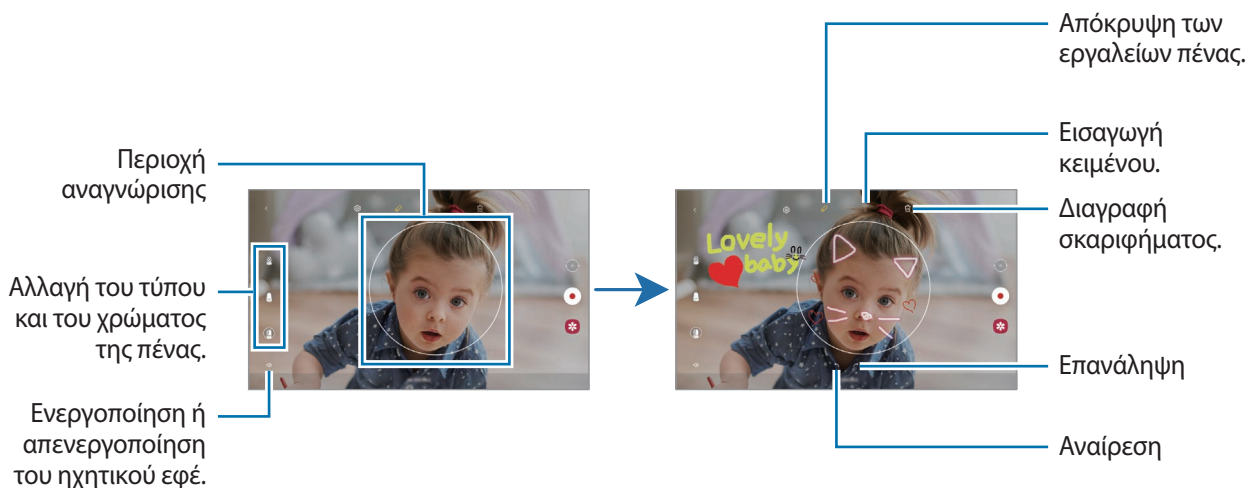 Περιοχή
αναγνώρισης
Αλλαγή του τύπου
και του χρώματος
της πένας.
Ενεργοποίηση ή
απενεργοποίηση
του ηχητικού εφέ.
Lovely
baby
Απόκρυψη των
εργαλείων πένας.
Εισαγωγή
κειμένου.
Διαγραφή
σκαριφήματος.
Επανάληψη
Αναίρεση